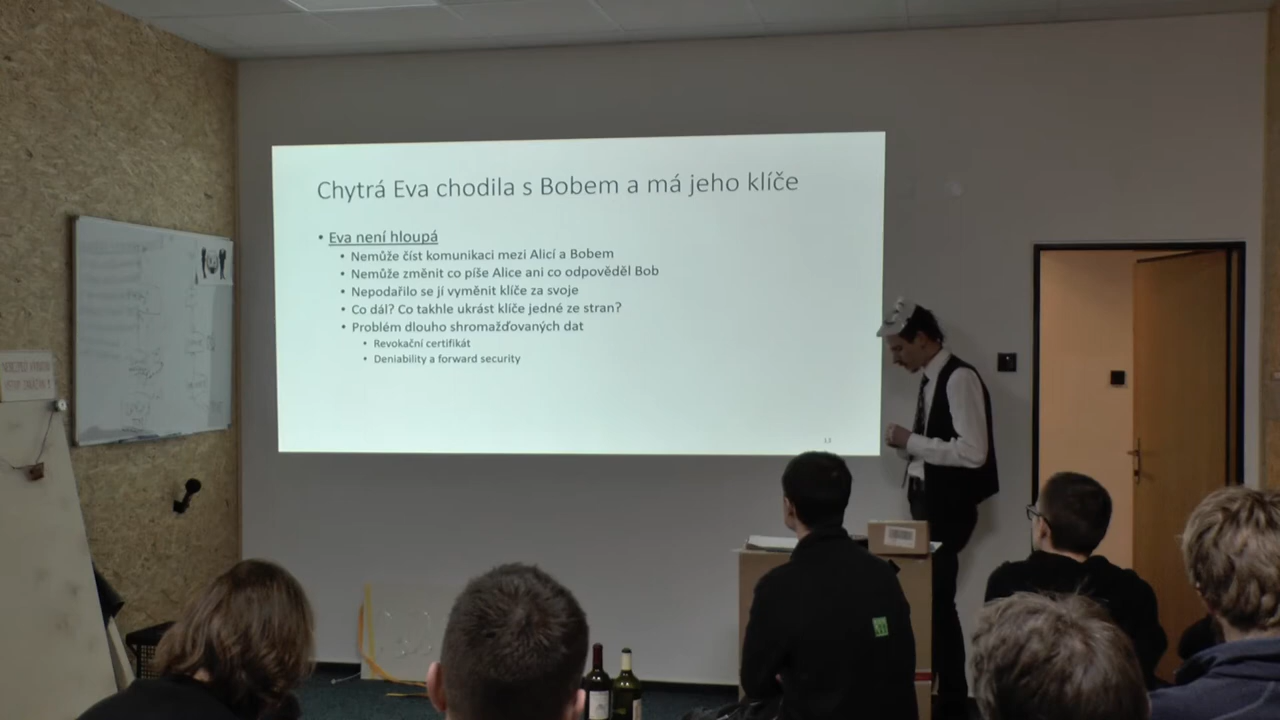 Chytrá Eva chodila s Bobem a má jeho klíče
• Eva není hloupá
• Nemůže číst komunikaci mezi Alicí a Bobem
• Nemůže změnit co píše Alice ani co odpověděl Bob
• Nepodařilo se jí vyměnit klíče za svoje
• Co dál? Co takhle ukrást klíče jedné ze stran?
• Problém dlouho shromažďovaných dat
• Revokační certifikát
• Deniability a forward security